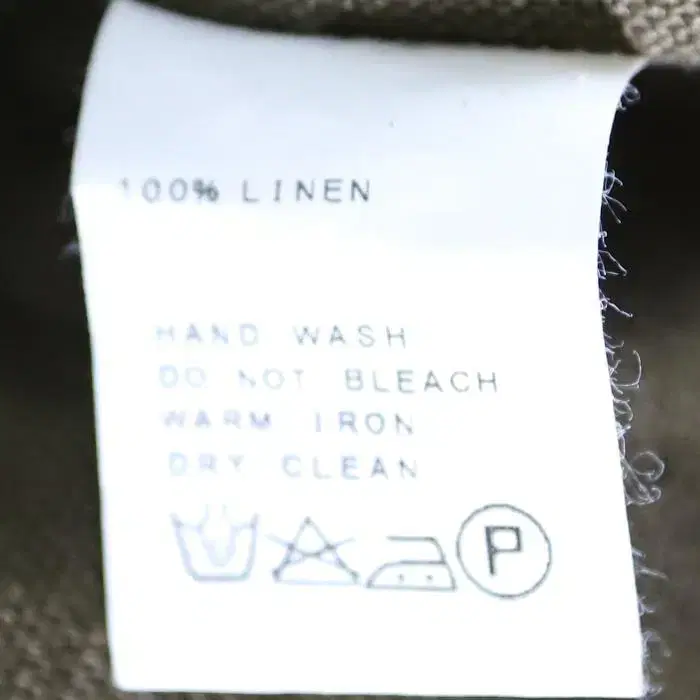 100% LINEN
HAND WASH
DO NOT BLEACH
WARM IRON
DRY CLEAN
P